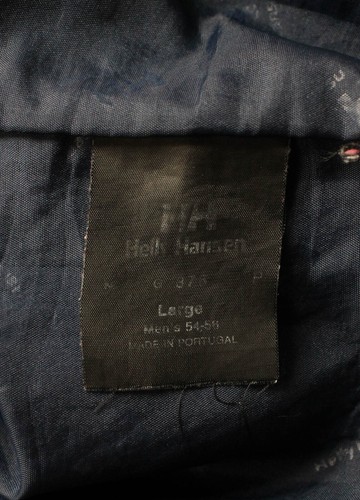 HH
Helly Hansen
Large
Men's 54-56
MADE IN PORTUGAL